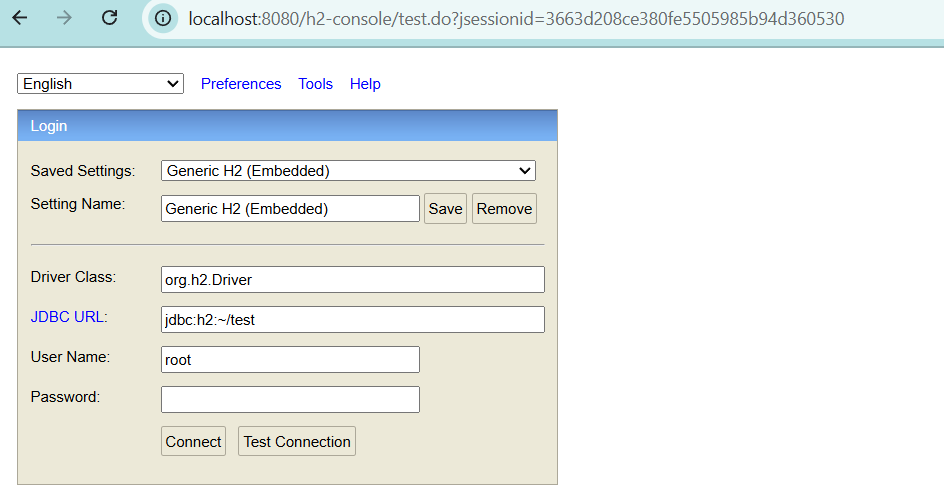 localhost:8080/h2-console/test.do?jsessionid=3663d208ce380fe5505985b94d360530
English Preferences Tools Help
Login
Saved Settings: Generic H2 (Embedded)
Setting Name: Generic H2 (Embedded) Save Remove
Driver Class: org.h2.Driver
JDBC URL: jdbc:h2:~/test
User Name: root
Password:
Connect Test Connection